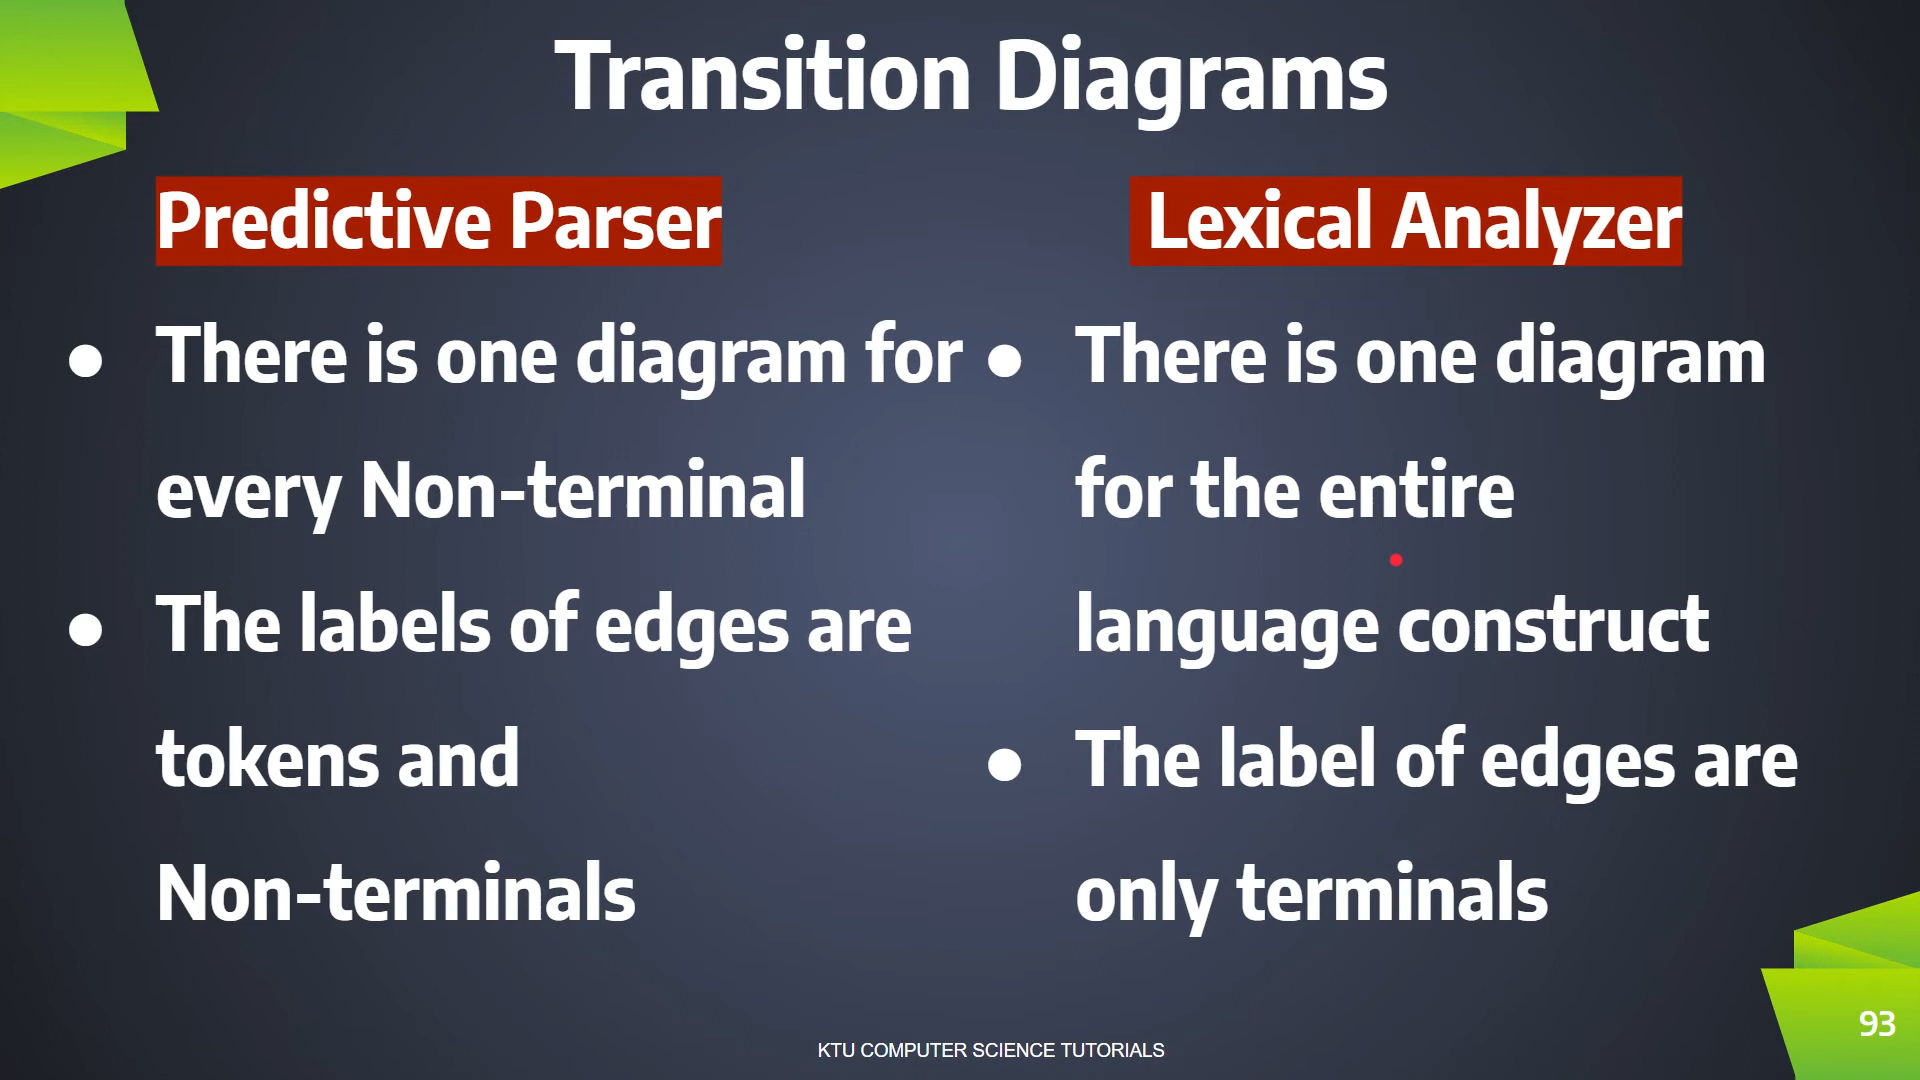 Transition Diagrams
Predictive Parser
● There is one diagram for
every Non-terminal
● The labels of edges are
tokens and
Non-terminals
Lexical Analyzer
● There is one diagram
for the entire
language construct
● The label of edges are
only terminals
KTU COMPUTER SCIENCE TUTORIALS
93